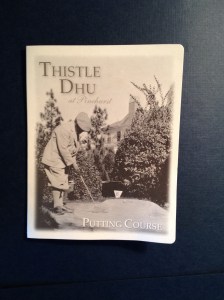 Thistle
Dhu
at Pinehurst
Putting Course